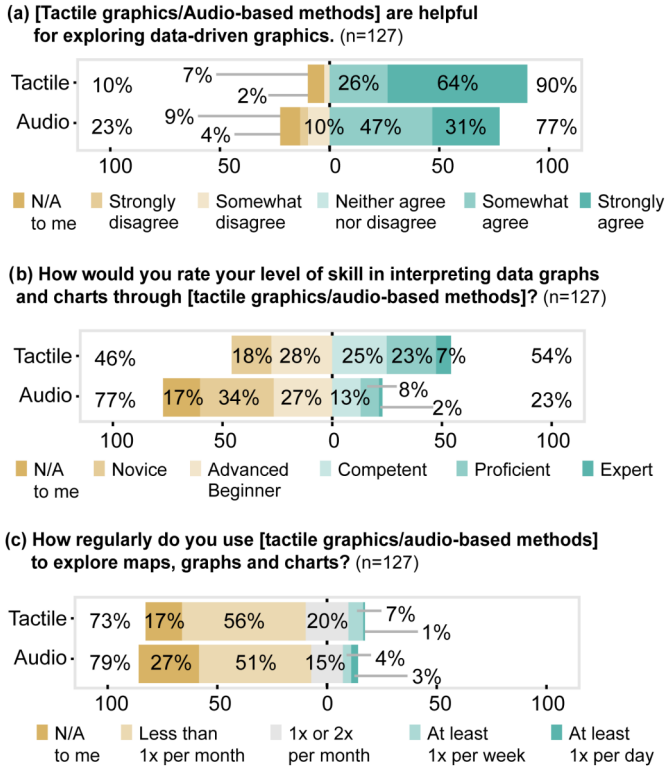 (a) [Tactile graphics/Audio-based methods] are helpful
for exploring data-driven graphics. (n=127)
Tactile 10% 7% 2% 26% 64% 90%
Audio 23% 9% 4% 10% 47% 31% 77%
100 50 0 50 100
N/A to me
Strongly disagree
Somewhat disagree
Neither agree nor disagree
Somewhat agree
Strongly agree
(b) How would you rate your level of skill in interpreting data graphs
and charts through [tactile graphics/audio-based methods]? (n=127)
Tactile 46% 18% 28% 25% 23% 7% 54%
Audio 77% 17% 34% 27% 13% 8% 2% 23%
100 50 0 50 100
N/A to me
Novice
Advanced Beginner
Competent
Proficient
Expert
(c) How regularly do you use [tactile graphics/audio-based methods]
to explore maps, graphs and charts? (n=127)
Tactile 73% 17% 56% 20% 7% 1%
Audio 79% 27% 51% 15% 4% 3%
100 50 0 50 100
N/A to me
Less than 1x per month
1x or 2x per month
At least 1x per week
At least 1x per day